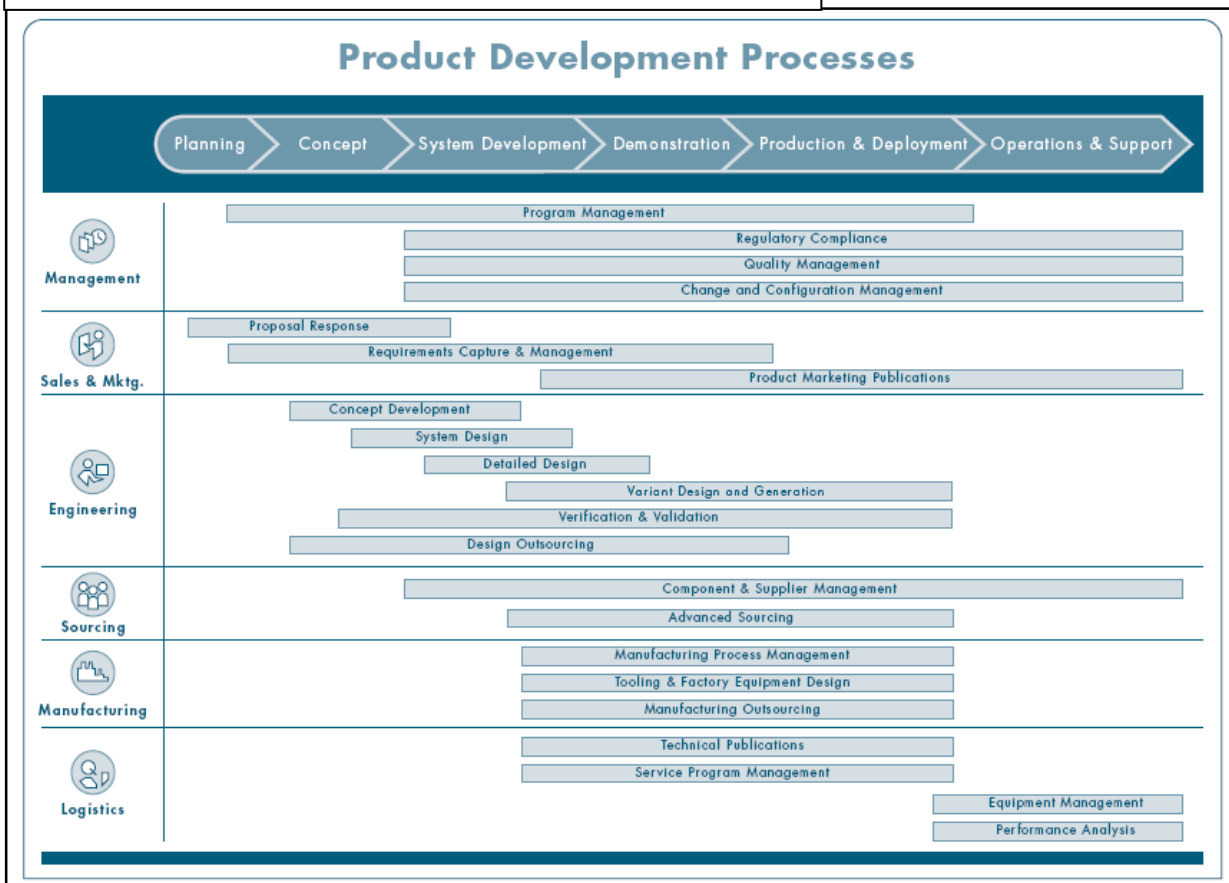 Product Development Processes
Planning
Concept
System Development
Demonstration
Production & Deployment
Operations & Support
Management
Program Management
Regulatory Compliance
Quality Management
Change and Configuration Management
Sales & Mktg.
Proposal Response
Requirements Capture & Management
Product Marketing Publications
Engineering
Concept Development
System Design
Detailed Design
Variant Design and Generation
Verification & Validation
Design Outsourcing
Sourcing
Component & Supplier Management
Advanced Sourcing
Manufacturing
Manufacturing Process Management
Tooling & Factory Equipment Design
Manufacturing Outsourcing
Logistics
Technical Publications
Service Program Management
Equipment Management
Performance Analysis